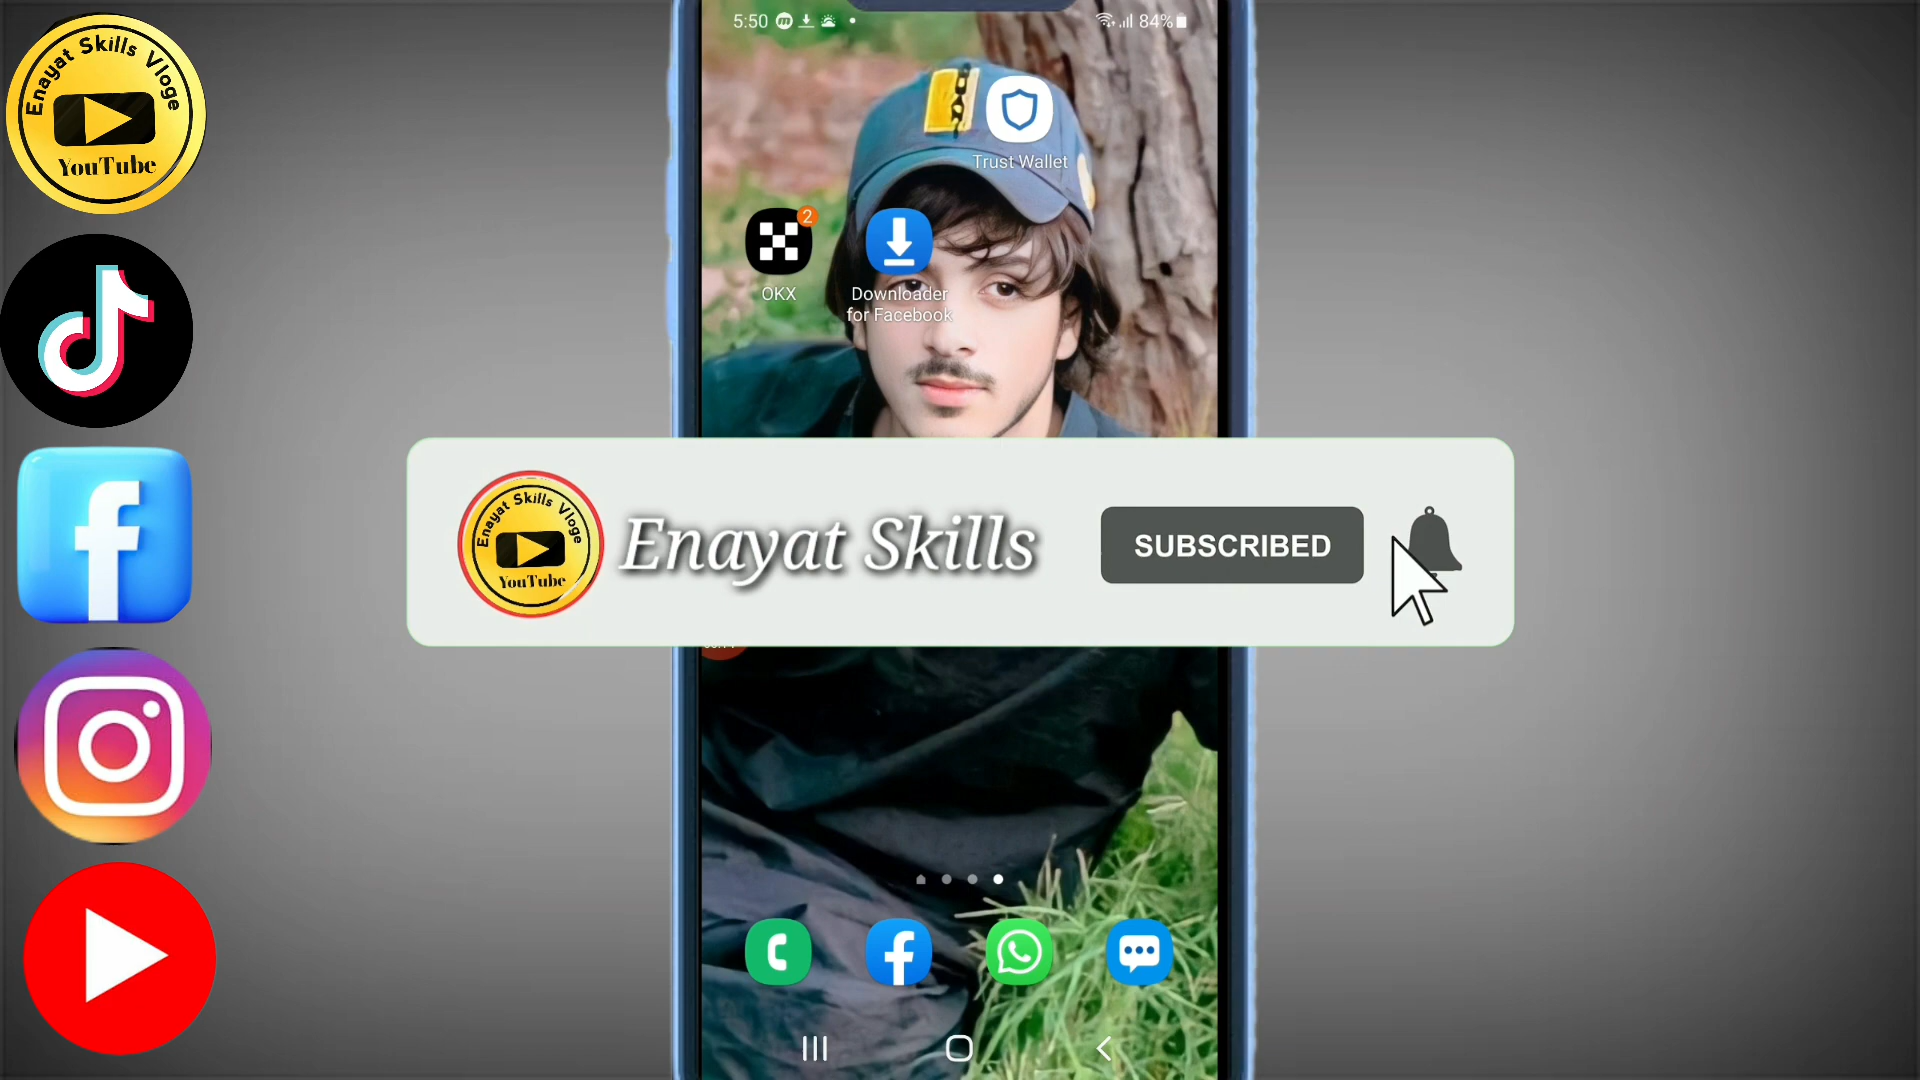 Enayat Skills Vloge
YouTube
5:50
84%
Trust Wallet
2
OKX
Downloader
for Facebook
Enayat Skills Vloge
YouTube
Enayat Skills
SUBSCRIBED